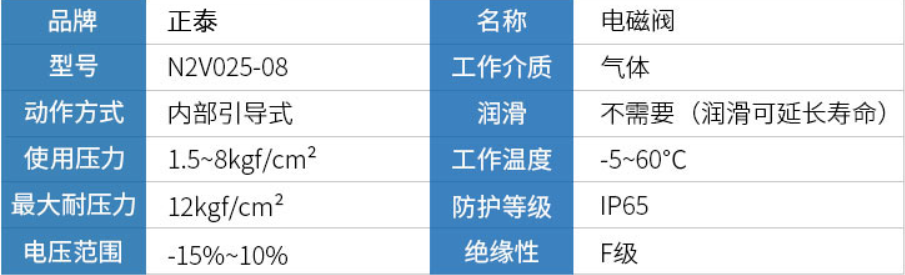 品牌 正泰 名称 电磁阀
型号 N2V025-08 工作介质 气体
动作方式 内部引导式 润滑 不需要（润滑可延长寿命）
使用压力 1.5~8kgf/cm² 工作温度 -5~60℃
最大耐压力 12kgf/cm² 防护等级 IP65
电压范围 -15%~10% 绝缘性 F级